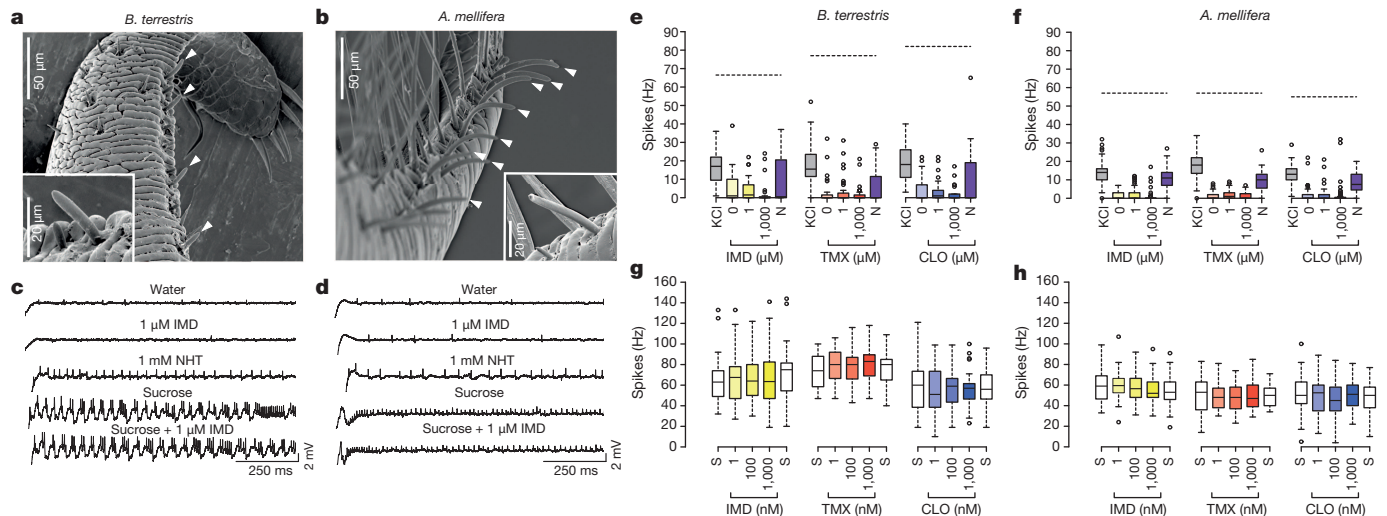 a
B. terrestris
50 µm
20 µm
b
A. mellifera
50 µm
20 µm
c
Water
1 µM IMD
1 mM NHT
Sucrose
Sucrose + 1 µM IMD
250 ms
2 mV
d
Water
1 µM IMD
1 mM NHT
Sucrose
Sucrose + 1 µM IMD
250 ms
2 mV
e
B. terrestris
Spikes (Hz)
90
80
70
60
50
40
30
20
10
0
KCl 0 1 1,000 N
KCl 0 1 1,000 N
KCl 0 1 1,000 N
IMD (µM) TMX (µM) CLO (µM)
f
A. mellifera
Spikes (Hz)
90
80
70
60
50
40
30
20
10
0
KCl 0 1 1,000 N
KCl 0 1 1,000 N
KCl 0 1 1,000 N
IMD (µM) TMX (µM) CLO (µM)
g
Spikes (Hz)
160
140
120
100
80
60
40
20
0
S 1 100 1,000 S
S 1 100 1,000 S
S 1 100 1,000 S
IMD (nM) TMX (nM) CLO (nM)
h
Spikes (Hz)
160
140
120
100
80
60
40
20
0
S 1 100 1,000 S
S 1 100 1,000 S
S 1 100 1,000 S
IMD (nM) TMX (nM) CLO (nM)